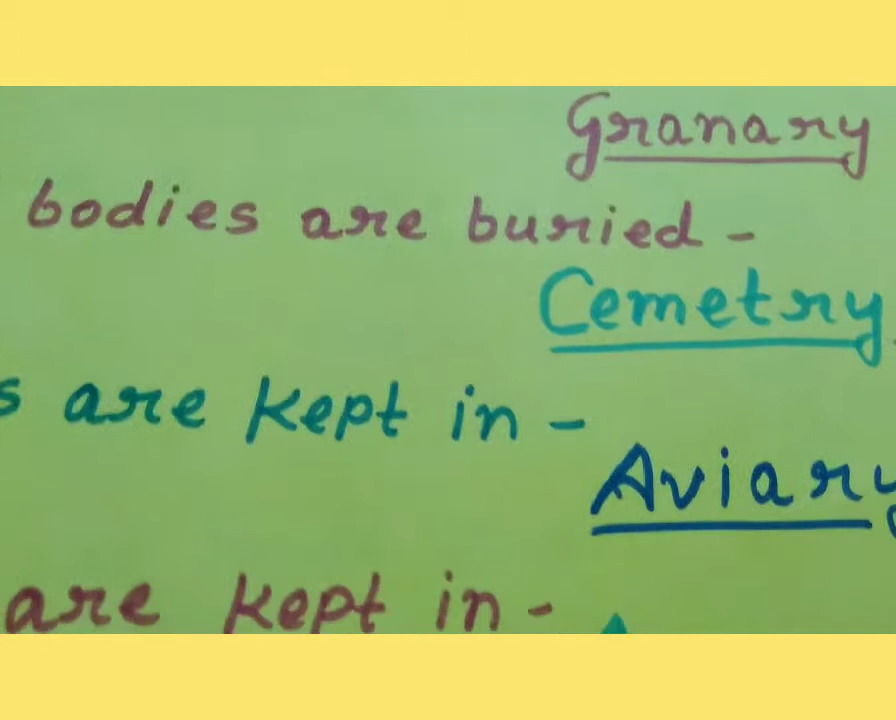 Granary
bodies are buried -
Cemetry
s are kept in -
Aviary
are kept in -